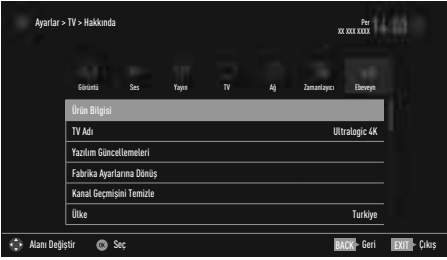 Ayarlar > TV > Hakkında
Per
XX XXX XXXX
Görüntü Ses Yayın TV Ağ Zamanlayıcı Ebeveyn
Ürün Bilgisi
TV Adı Ultralogic 4K
Yazılım Güncellemeleri
Fabrika Ayarlarına Dönüş
Kanal Geçmişini Temizle
Ülke Turkiye
Alanı Değiştir OK Seç BACK Geri EXIT Çıkış